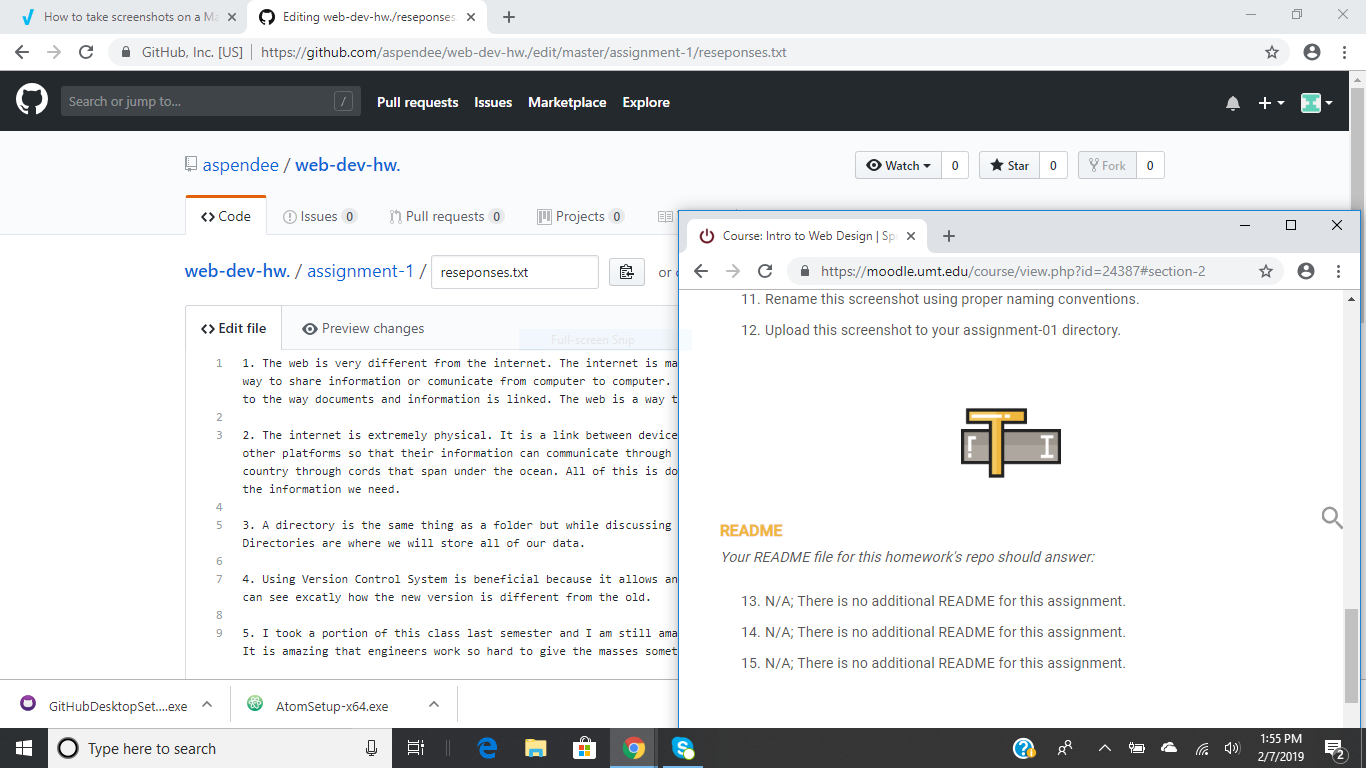 How to take screenshots on a Ma
Editing web-dev-hw./reseponses.
GitHub, Inc. [US] | https://github.com/aspendee/web-dev-hw./edit/master/assignment-1/reseponses.txt
Search or jump to... /
Pull requests Issues Marketplace Explore
aspendee / web-dev-hw.
Watch 0 Star 0 Fork 0
Code Issues 0 Pull requests 0 Projects 0
web-dev-hw. / assignment-1 / reseponses.txt or c
Edit file Preview changes
Full-screen Snip
1 1. The web is very different from the internet. The internet is ma
way to share information or comunicate from computer to computer.
to the way documents and information is linked. The web is a way t
2
3 2. The internet is extremely physical. It is a link between device
other platforms so that their information can communicate through
country through cords that span under the ocean. All of this is do
the information we need.
4
5 3. A directory is the same thing as a folder but while discussing
Directories are where we will store all of our data.
6
7 4. Using Version Control System is beneficial because it allows an
can see excatly how the new version is different from the old.
8
9 5. I took a portion of this class last semester and I am still ama
It is amazing that engineers work so hard to give the masses somet
Course: Intro to Web Design | Sp
https://moodle.umt.edu/course/view.php?id=24387#section-2
11. Rename this screenshot using proper naming conventions.
12. Upload this screenshot to your assignment-01 directory.
README
Your README file for this homework's repo should answer:
13. N/A; There is no additional README for this assignment.
14. N/A; There is no additional README for this assignment.
15. N/A; There is no additional README for this assignment.
GitHubDesktopSet....exe
AtomSetup-x64.exe
Type here to search
1:55 PM
2/7/2019
2